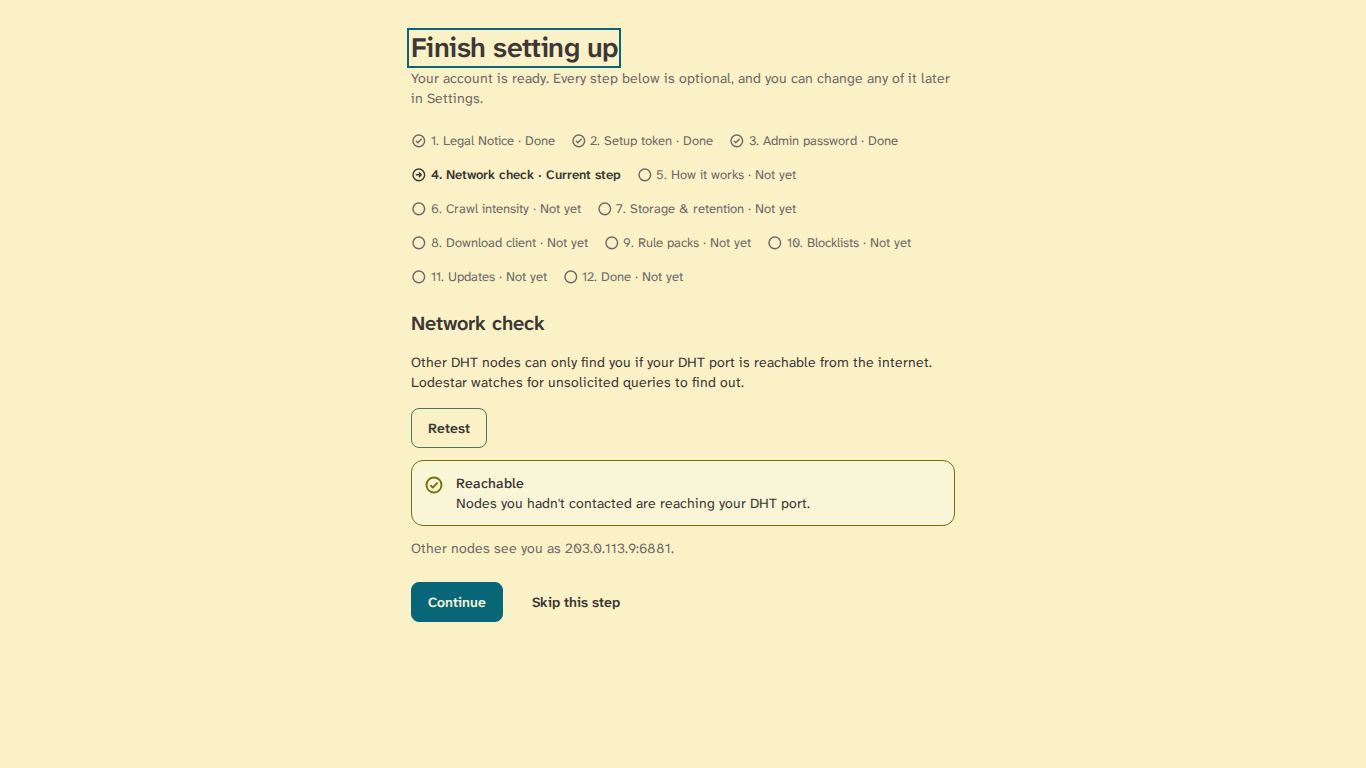 Finish setting up
Your account is ready. Every step below is optional, and you can change any of it later
in Settings.
1. Legal Notice · Done 2. Setup token · Done 3. Admin password · Done
4. Network check · Current step 5. How it works · Not yet
6. Crawl intensity · Not yet 7. Storage & retention · Not yet
8. Download client · Not yet 9. Rule packs · Not yet 10. Blocklists · Not yet
11. Updates · Not yet 12. Done · Not yet
Network check
Other DHT nodes can only find you if your DHT port is reachable from the internet.
Lodestar watches for unsolicited queries to find out.
Retest
Reachable
Nodes you hadn't contacted are reaching your DHT port.
Other nodes see you as 203.0.113.9:6881.
Continue Skip this step